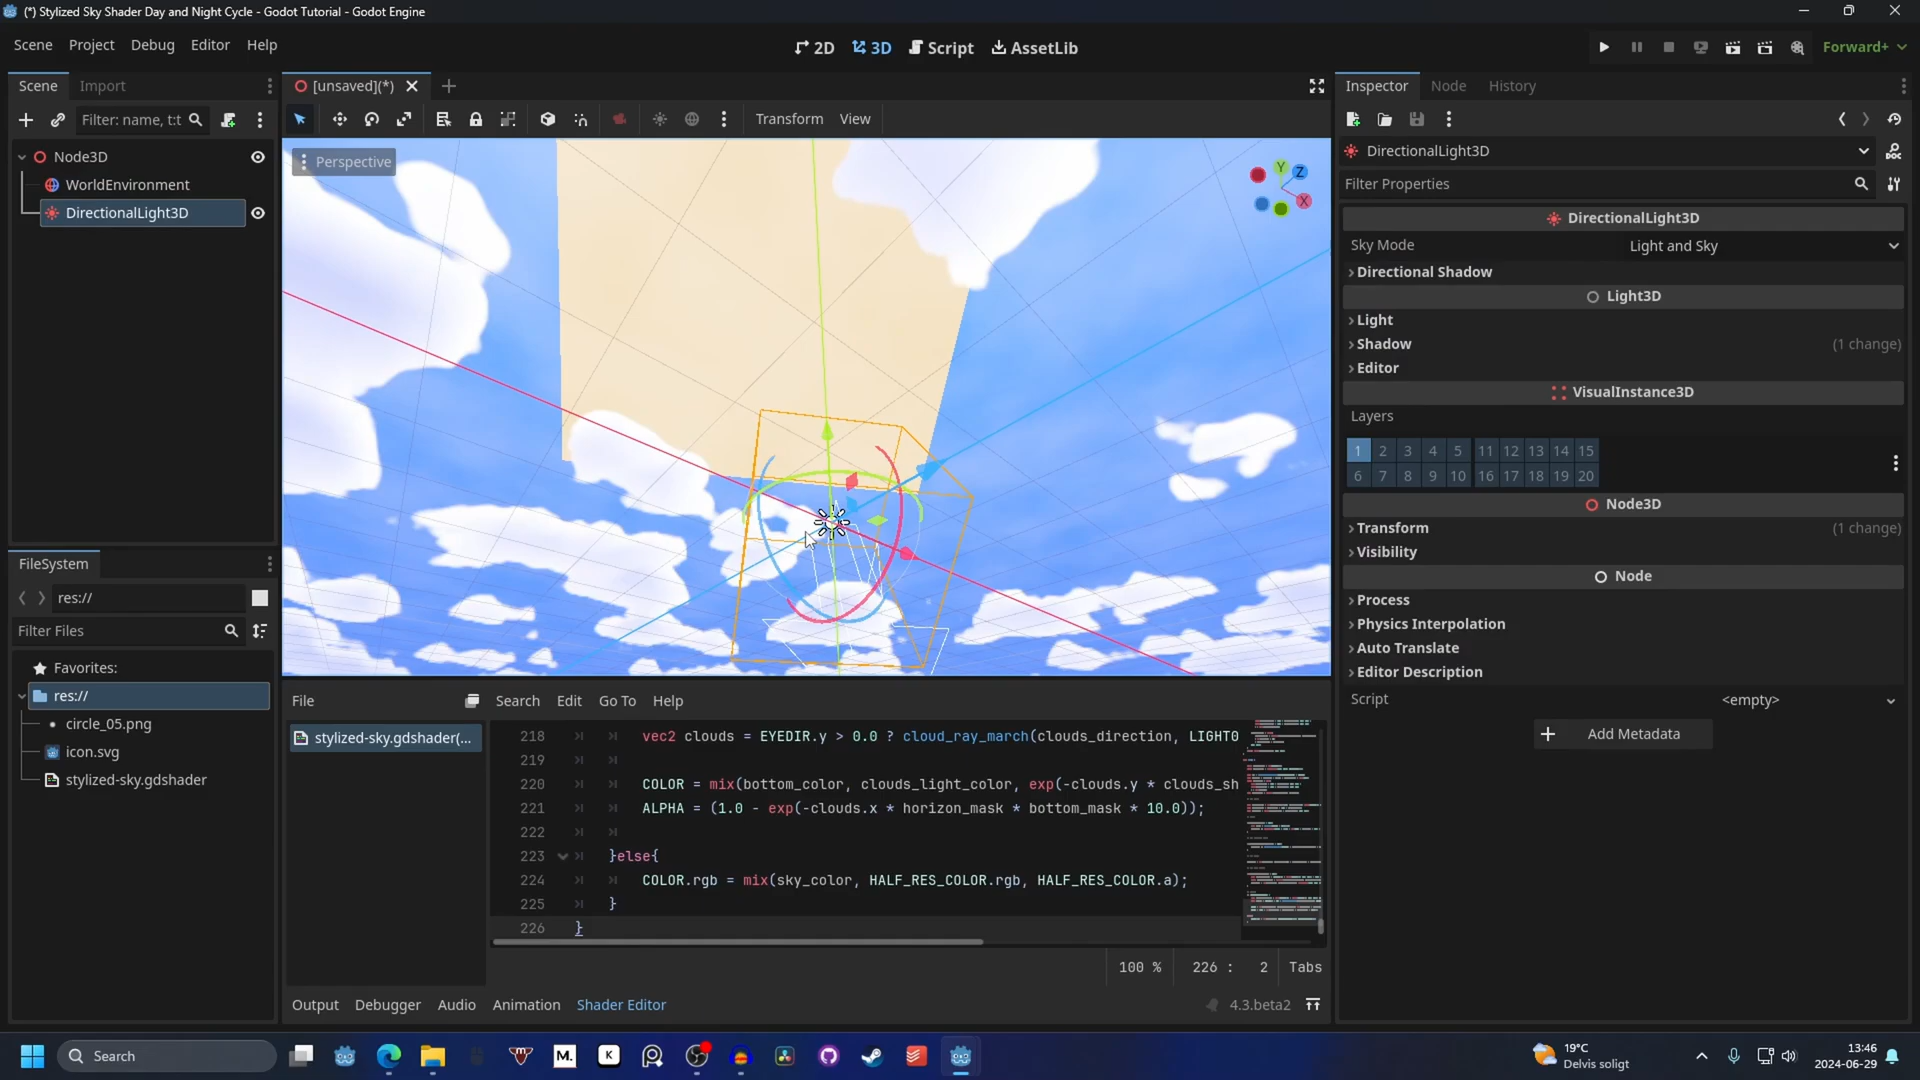 (*) Stylized Sky Shader Day and Night Cycle - Godot Tutorial - Godot Engine
Scene Project Debug Editor Help
2D 3D Script AssetLib
Forward+
Scene Import
[unsaved](*)
Inspector Node History
Filter: name, t:t
Transform View
DirectionalLight3D
Filter Properties
Node3D
WorldEnvironment
DirectionalLight3D
Perspective
Y
Z
X
DirectionalLight3D
Sky Mode Light and Sky
Directional Shadow
Light3D
Light
Shadow (1 change)
Editor
VisualInstance3D
Layers
1 2 3 4 5 11 12 13 14 15
6 7 8 9 10 16 17 18 19 20
Node3D
Transform (1 change)
Visibility
Node
Process
Physics Interpolation
Auto Translate
Editor Description
Script <empty>
Add Metadata
FileSystem
res://
Filter Files
Favorites:
res://
circle_05.png
icon.svg
stylized-sky.gdshader
File Search Edit Go To Help
stylized-sky.gdshader(...
218 vec2 clouds = EYEDIR.y > 0.0 ? cloud_ray_march(clouds_direction, LIGHT0
219
220 COLOR = mix(bottom_color, clouds_light_color, exp(-clouds.y * clouds_sh
221 ALPHA = (1.0 - exp(-clouds.x * horizon_mask * bottom_mask * 10.0));
222
223 }else{
224 COLOR.rgb = mix(sky_color, HALF_RES_COLOR.rgb, HALF_RES_COLOR.a);
225 }
226 }
100 % 226 : 2 Tabs
Output Debugger Audio Animation Shader Editor 4.3.beta2
Search
M.
K
19°C
Delvis soligt
13:46
2024-06-29